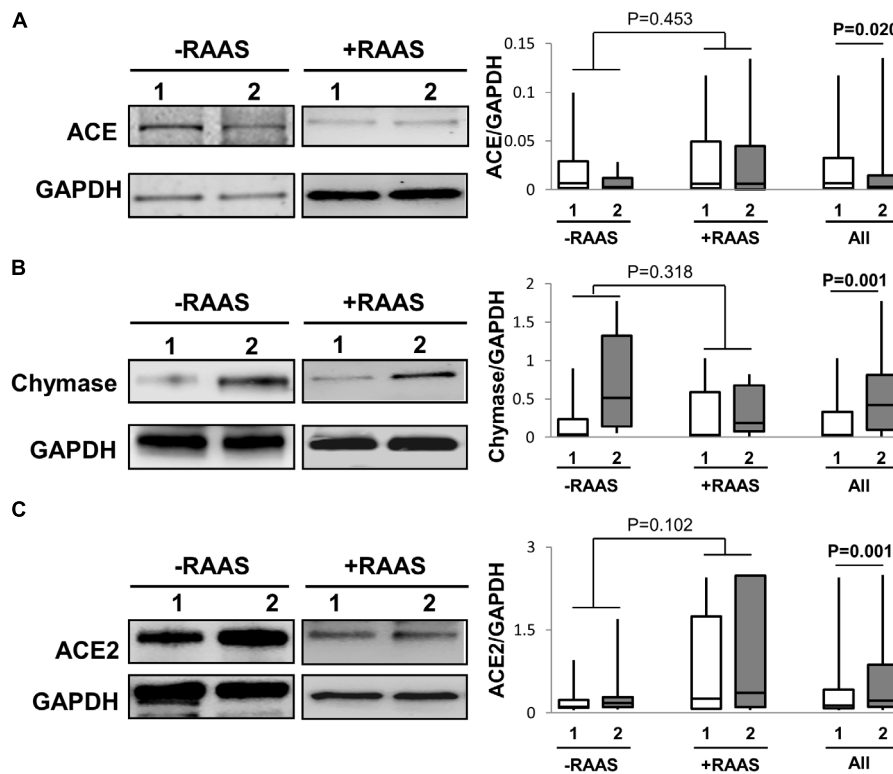 A
-RAAS +RAAS
1 2 1 2
ACE
GAPDH
P=0.453 P=0.020
ACE/GAPDH
0.15
0.1
0.05
0
1 2 1 2 1 2
-RAAS +RAAS All
B
-RAAS +RAAS
1 2 1 2
Chymase
GAPDH
P=0.318 P=0.001
Chymase/GAPDH
2
1.5
1
0.5
0
1 2 1 2 1 2
-RAAS +RAAS All
C
-RAAS +RAAS
1 2 1 2
ACE2
GAPDH
P=0.102 P=0.001
ACE2/GAPDH
3
1.5
0
1 2 1 2 1 2
-RAAS +RAAS All